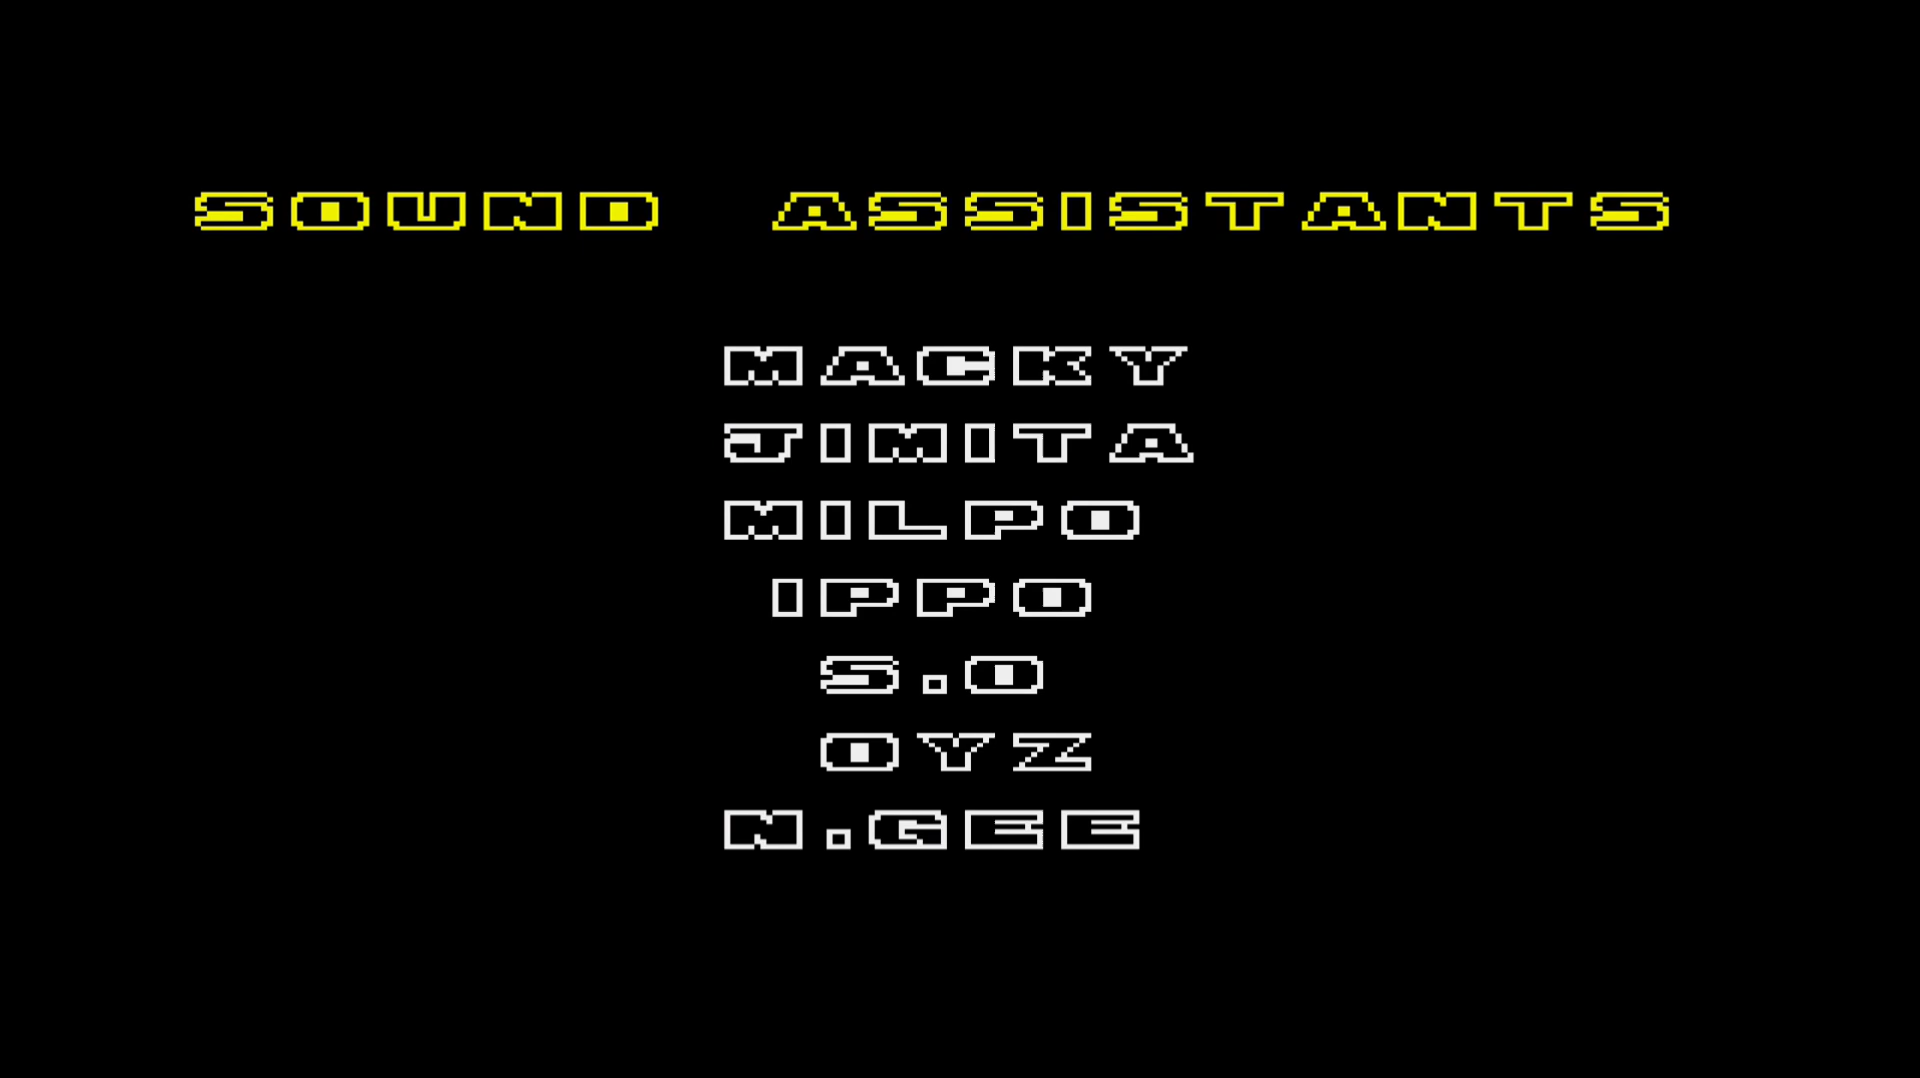 SOUND ASSISTANTS
MACKY
JIMITA
MILPO
IPPO
S.O
OYZ
N.GEE